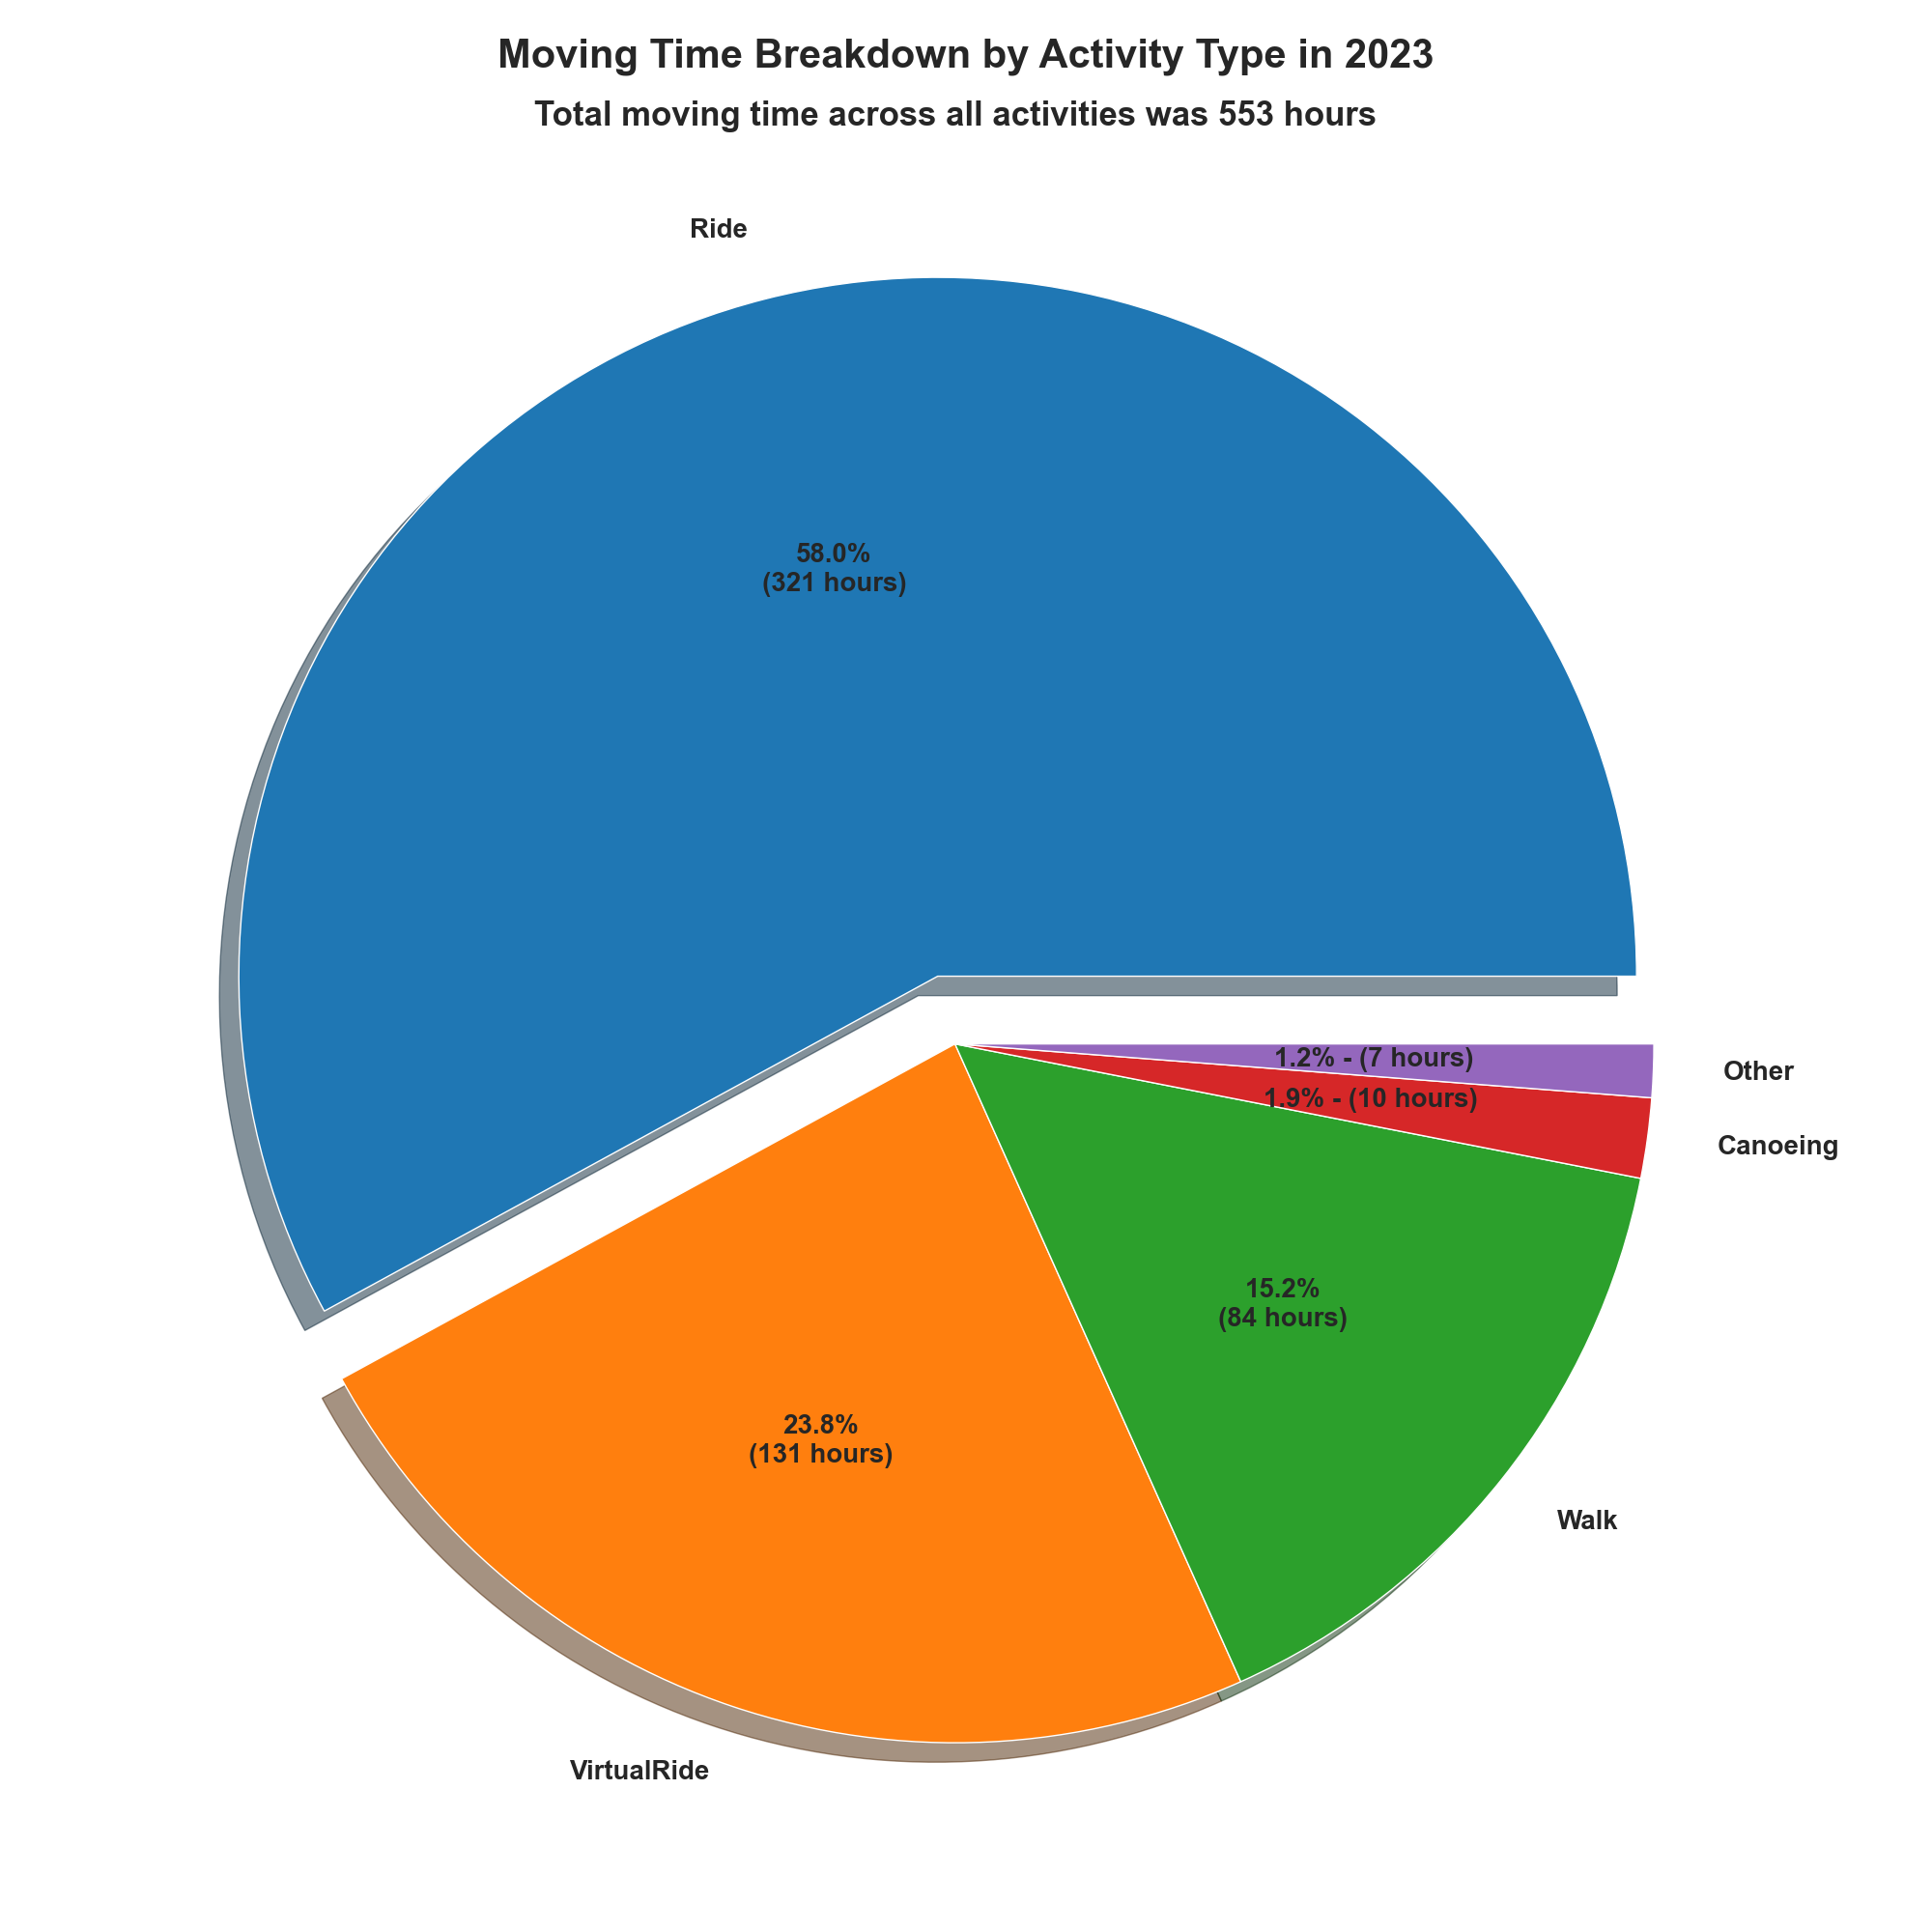 Moving Time Breakdown by Activity Type in 2023
Total moving time across all activities was 553 hours
Ride
58.0%
(321 hours)
1.2% - (7 hours)
Other
1.9% - (10 hours)
Canoeing
15.2%
(84 hours)
Walk
23.8%
(131 hours)
VirtualRide